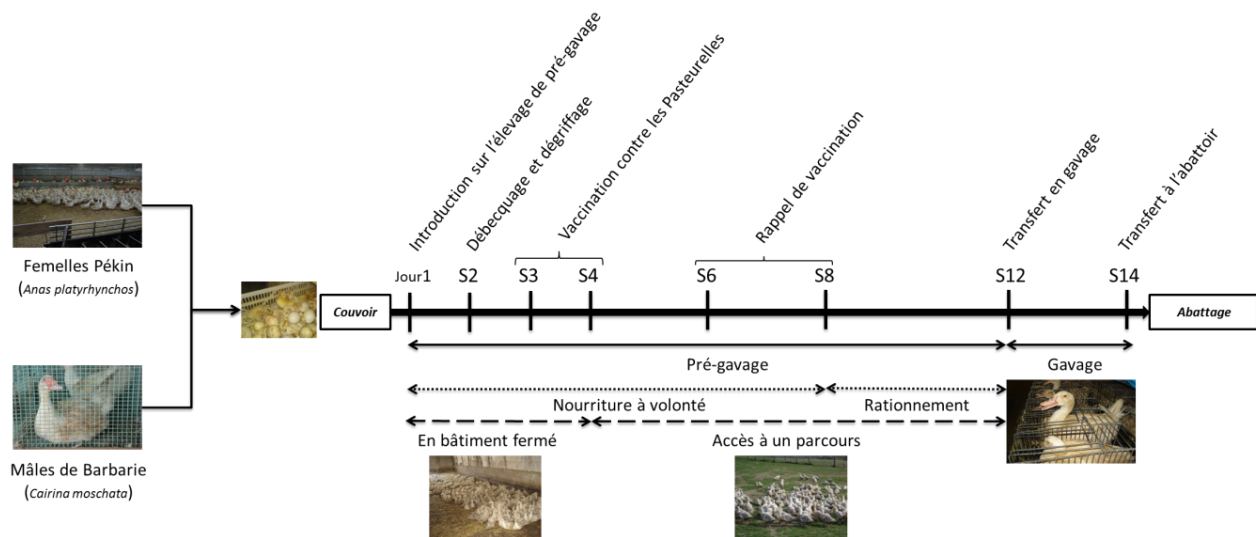 Introduction sur l'élevage de pré-gavage
Débecquage et dégriffage
Vaccination contre les Pasteurelles
Rappel de vaccination
Transfert en gavage
Transfert à l'abattoir
Femelles Pékin
(Anas platyrhynchos)
Jour1
S2
S3
S4
S6
S8
S12
S14
Couvoir
Abattage
Pré-gavage
Gavage
Nourriture à volonté
Rationnement
En bâtiment fermé
Accès à un parcours
Mâles de Barbarie
(Cairina moschata)